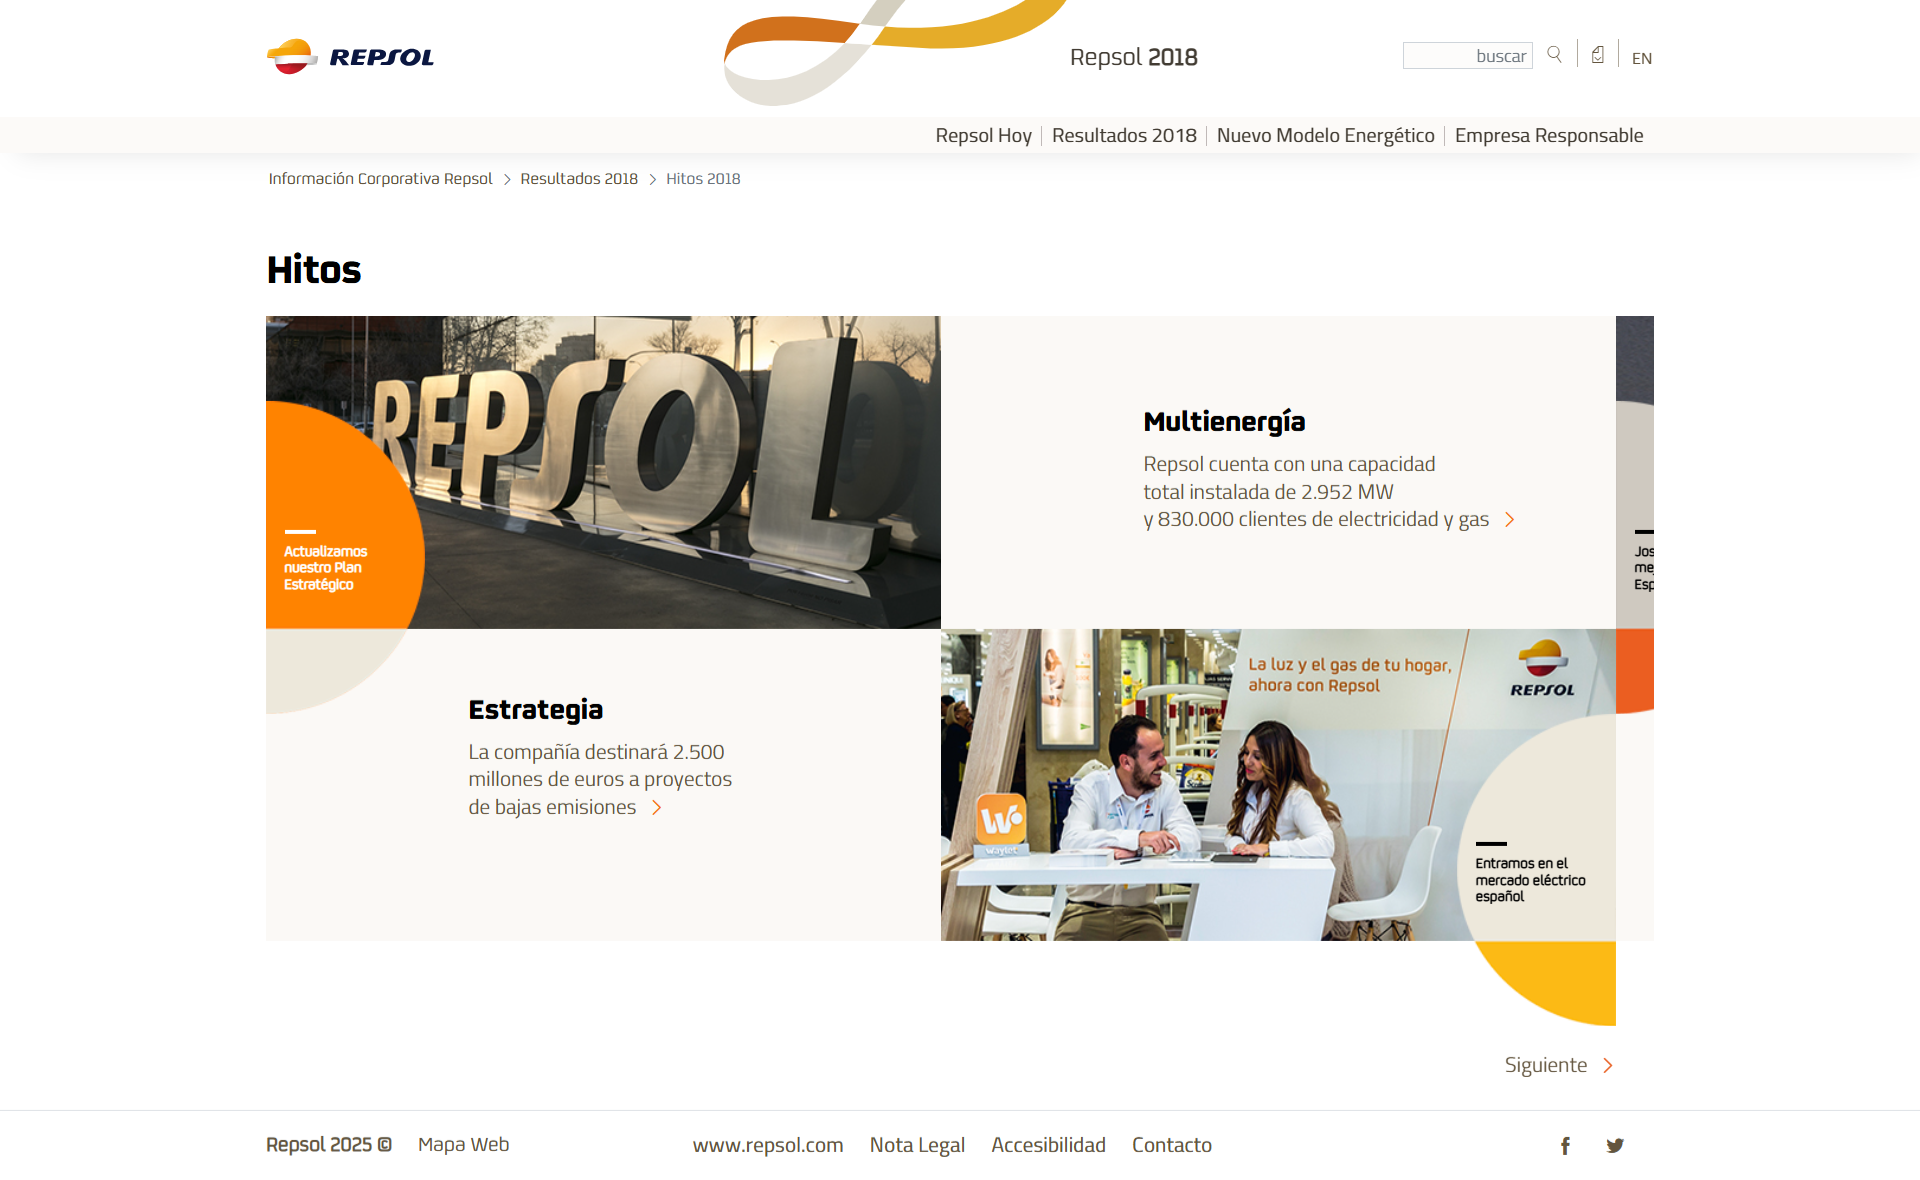 REPSOL
Repsol 2018
buscar
EN
Repsol Hoy
Resultados 2018
Nuevo Modelo Energético
Empresa Responsable
Información Corporativa Repsol
Resultados 2018
Hitos 2018
Hitos
REPSOL
Actualizamos
nuestro Plan
Estratégico
Multienergía
Repsol cuenta con una capacidad
total instalada de 2.952 MW
y 830.000 clientes de electricidad y gas
Jos
me
Esp
Estrategia
La compañía destinará 2.500
millones de euros a proyectos
de bajas emisiones
La luz y el gas de tu hogar,
ahora con Repsol
REPSOL
waylet
Entramos en el
mercado eléctrico
español
Siguiente
Repsol 2025 ©
Mapa Web
www.repsol.com
Nota Legal
Accesibilidad
Contacto